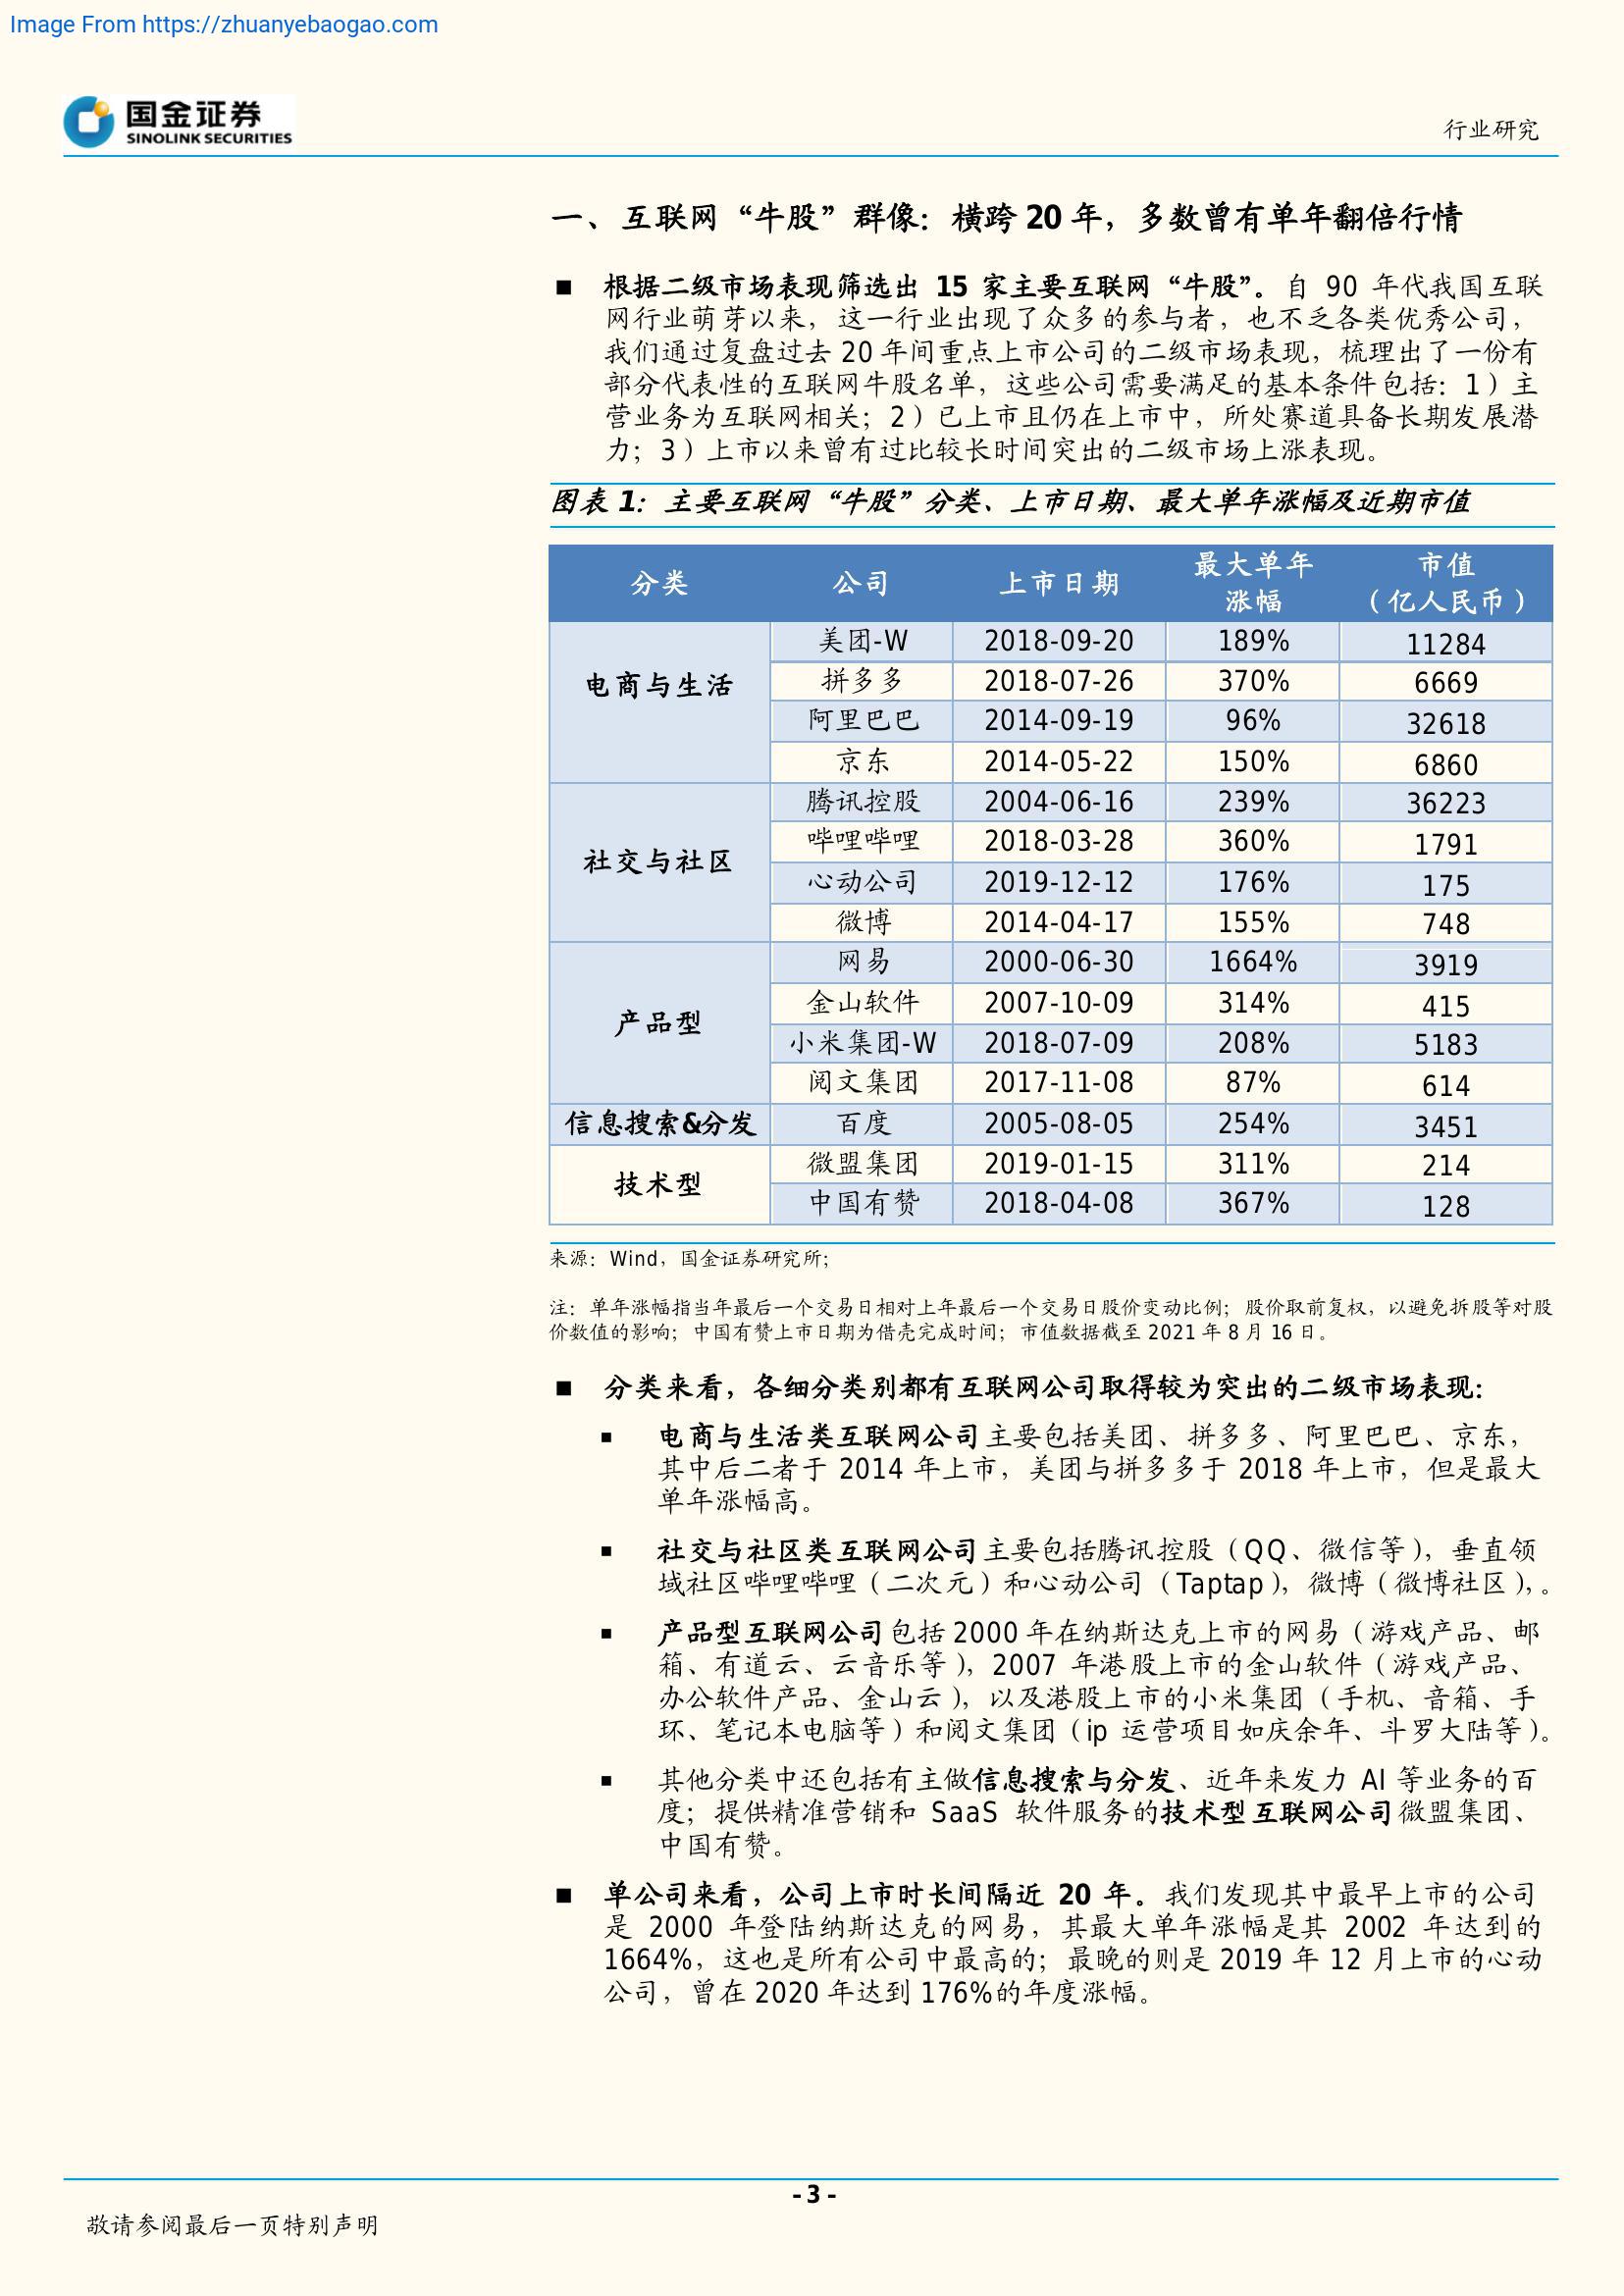 Image From https://zhuanyebaogao.com
国金证券
SINOLINK SECURITIES
行业研究
一、互联网“牛股”群像：横跨 20 年，多数曾有单年翻倍行情
■ 根据二级市场表现筛选出 15 家主要互联网“牛股”。自 90 年代我国互联
网行业萌芽以来，这一行业出现了众多的参与者，也不乏各类优秀公司，
我们通过复盘过去 20 年间重点上市公司的二级市场表现，梳理出了一份有
部分代表性的互联网牛股名单，这些公司需要满足的基本条件包括：1）主
营业务为互联网相关；2）已上市且仍在上市中，所处赛道具备长期发展潜
力；3）上市以来曾有过比较长时间突出的二级市场上涨表现。
图表 1：主要互联网“牛股”分类、上市日期、最大单年涨幅及近期市值
分类 公司 上市日期 最大单年涨幅 市值（亿人民币）
电商与生活 美团-W 2018-09-20 189% 11284
拼多多 2018-07-26 370% 6669
阿里巴巴 2014-09-19 96% 32618
京东 2014-05-22 150% 6860
社交与社区 腾讯控股 2004-06-16 239% 36223
哔哩哔哩 2018-03-28 360% 1791
心动公司 2019-12-12 176% 175
微博 2014-04-17 155% 748
产品型 网易 2000-06-30 1664% 3919
金山软件 2007-10-09 314% 415
小米集团-W 2018-07-09 208% 5183
阅文集团 2017-11-08 87% 614
信息搜索&分发 百度 2005-08-05 254% 3451
技术型 微盟集团 2019-01-15 311% 214
中国有赞 2018-04-08 367% 128
来源：Wind，国金证券研究所；
注：单年涨幅指当年最后一个交易日相对上年最后一个交易日股价变动比例；股价取前复权，以避免拆股等对股
价数值的影响；中国有赞上市日期为借壳完成时间；市值数据截至 2021 年 8 月 16 日。
■ 分类来看，各细分类别都有互联网公司取得较为突出的二级市场表现：
■ 电商与生活类互联网公司主要包括美团、拼多多、阿里巴巴、京东，
其中后二者于 2014 年上市，美团与拼多多于 2018 年上市，但是最大
单年涨幅高。
■ 社交与社区类互联网公司主要包括腾讯控股（QQ、微信等），垂直领
域社区哔哩哔哩（二次元）和心动公司（Taptap），微博（微博社区），。
■ 产品型互联网公司包括 2000 年在纳斯达克上市的网易（游戏产品、邮
箱、有道云、云音乐等），2007 年港股上市的金山软件（游戏产品、
办公软件产品、金山云），以及港股上市的小米集团（手机、音箱、手
环、笔记本电脑等）和阅文集团（ip 运营项目如庆余年、斗罗大陆等）。
■ 其他分类中还包括有主做信息搜索与分发、近年来发力 AI 等业务的百
度；提供精准营销和 SaaS 软件服务的技术型互联网公司微盟集团、
中国有赞。
■ 单公司来看，公司上市时长间隔近 20 年。我们发现其中最早上市的公司
是 2000 年登陆纳斯达克的网易，其最大单年涨幅是其 2002 年达到的
1664%，这也是所有公司中最高的；最晚的则是 2019 年 12 月上市的心动
公司，曾在 2020 年达到 176%的年度涨幅。
- 3 -
敬请参阅最后一页特别声明